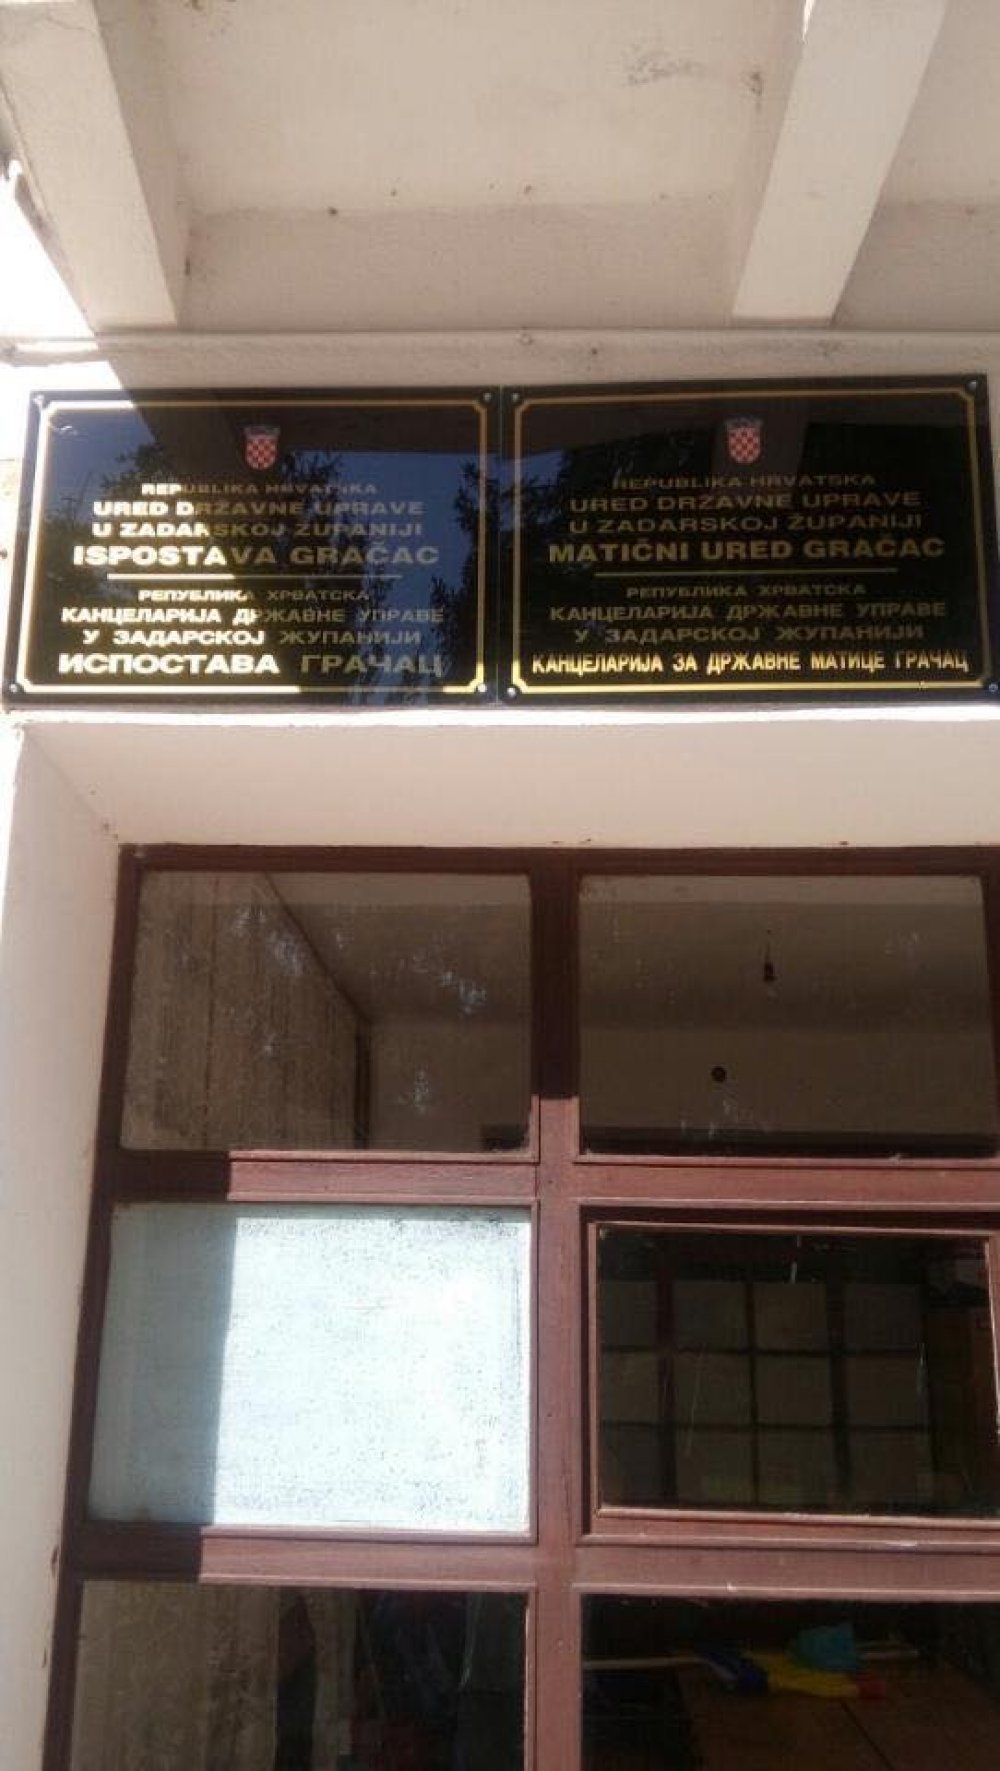 REPUBLIKA HRVATSKA
URED DRŽAVNE UPRAVE
U ZADARSKOJ ŽUPANIJI
ISPOSTAVA GRAČAC
РЕПУБЛИКА ХРВАТСКА
КАНЦЕЛАРИЈА ДРЖАВНЕ УПРАВЕ
У ЗАДАРСКОЈ ЖУПАНИЈИ
ИСПОСТАВА ГРАЧАЦ
REPUBLIKA HRVATSKA
URED DRŽAVNE UPRAVE
U ZADARSKOJ ŽUPANIJI
MATIČNI URED GRAČAC
РЕПУБЛИКА ХРВАТСКА
КАНЦЕЛАРИЈА ДРЖАВНЕ УПРАВЕ
У ЗАДАРСКОЈ ЖУПАНИЈИ
КАНЦЕЛАРИЈА ЗА ДРЖАВНЕ МАТИЦЕ ГРАЧАЦ